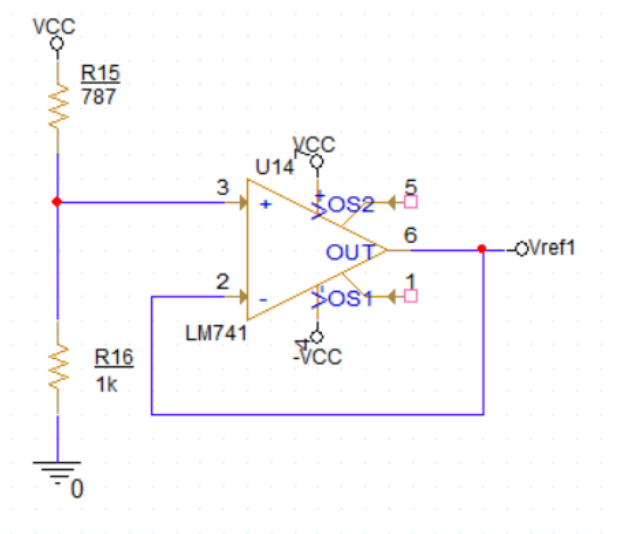 VCC
R15
787
VCC
7
U14
3
+
V+
OS2
5
6
OUT
Vref1
2
-
V-
OS1
1
LM741
4
-VCC
R16
1k
0